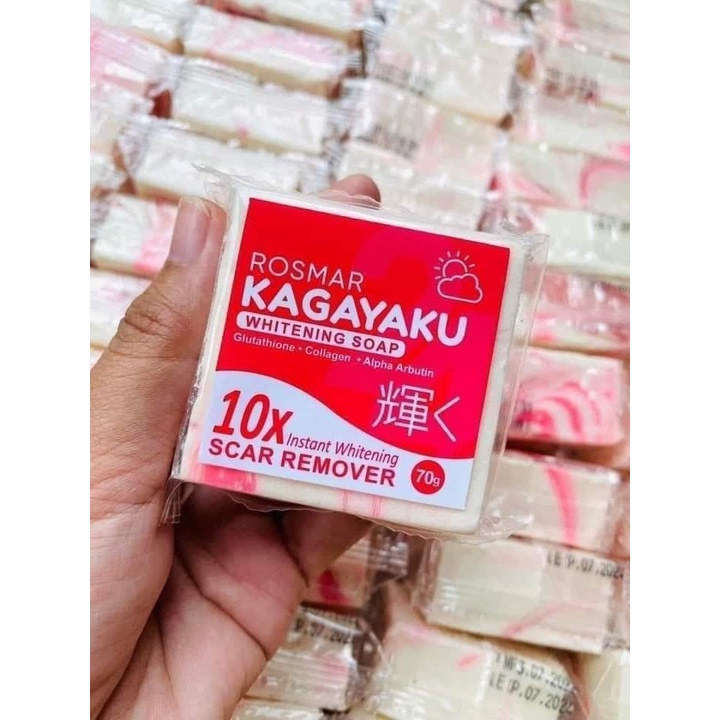 ROSMAR
KAGAYAKU
WHITENING SOAP
Glutathione • Collagen • Alpha Arbutin
輝く
10x Instant Whitening
SCAR REMOVER
70g